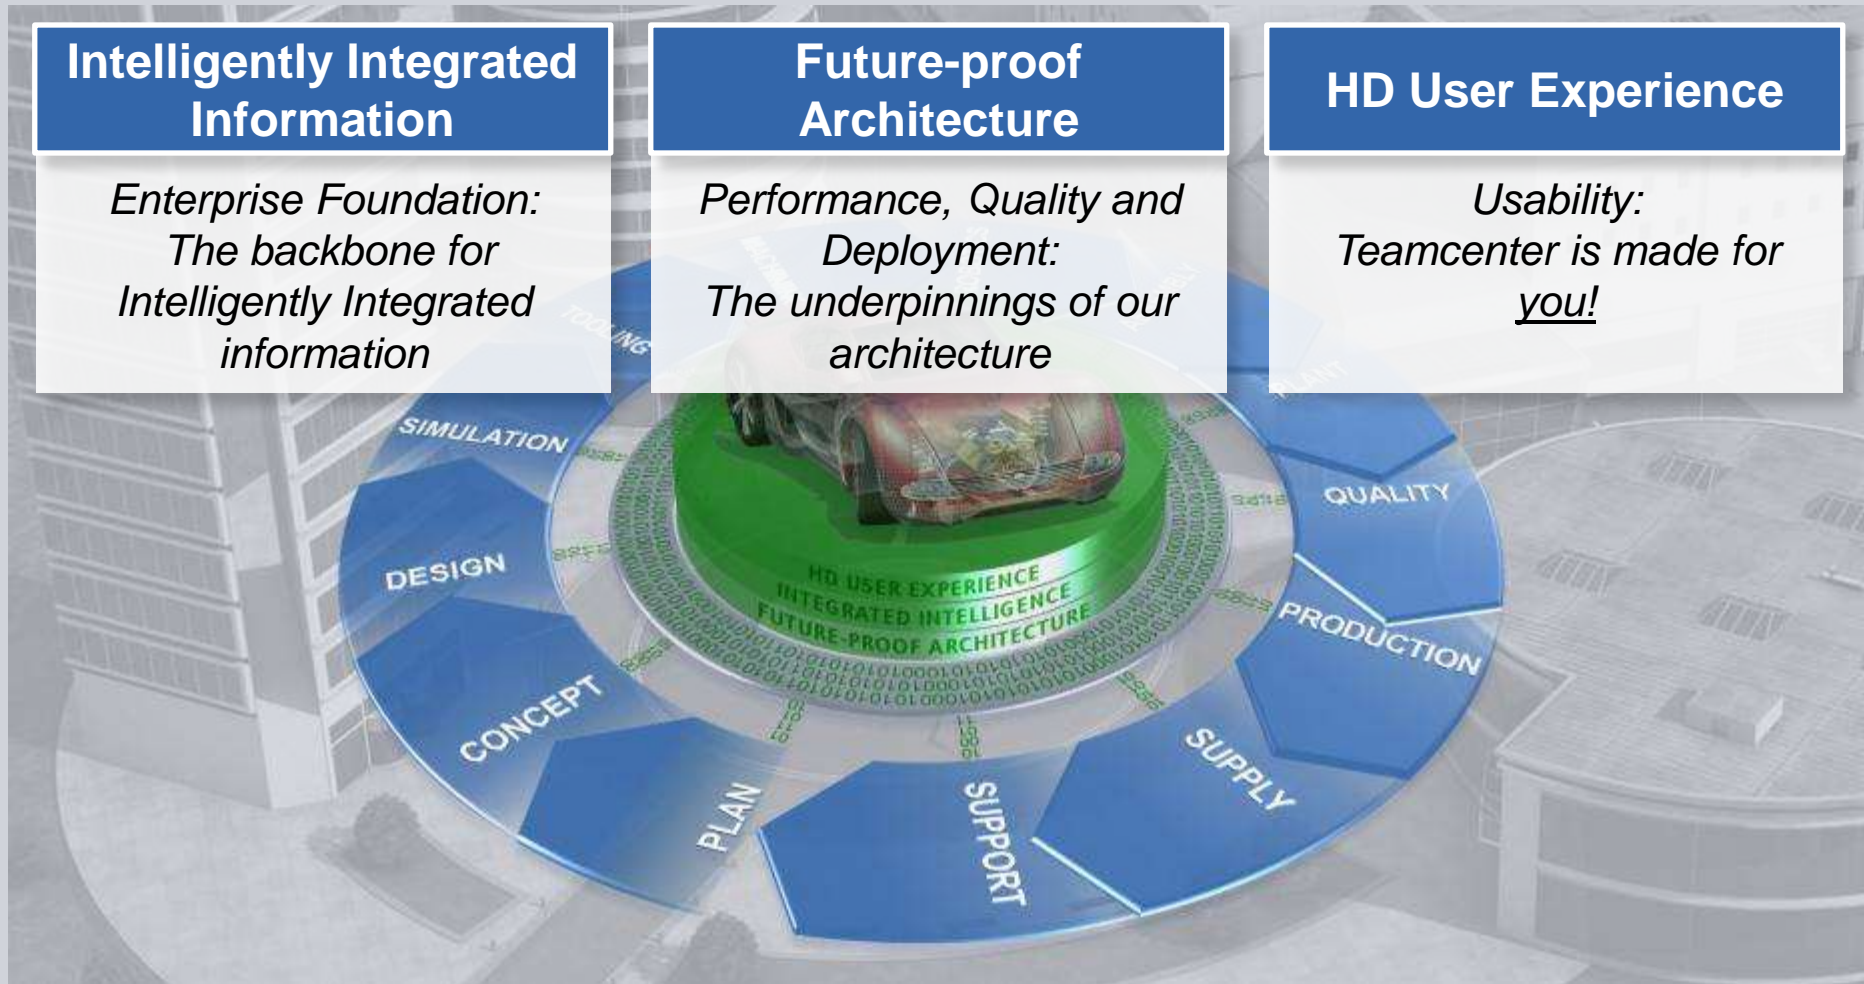 Intelligently Integrated
Information
Enterprise Foundation:
The backbone for
Intelligently Integrated
information
Future-proof
Architecture
Performance, Quality and
Deployment:
The underpinnings of our
architecture
HD User Experience
Usability:
Teamcenter is made for
you!
TOOLING
PLANT
SIMULATION
QUALITY
DESIGN
HD USER EXPERIENCE
INTEGRATED INTELLIGENCE
FUTURE-PROOF ARCHITECTURE
PRODUCTION
CONCEPT
SUPPLY
PLAN
SUPPORT